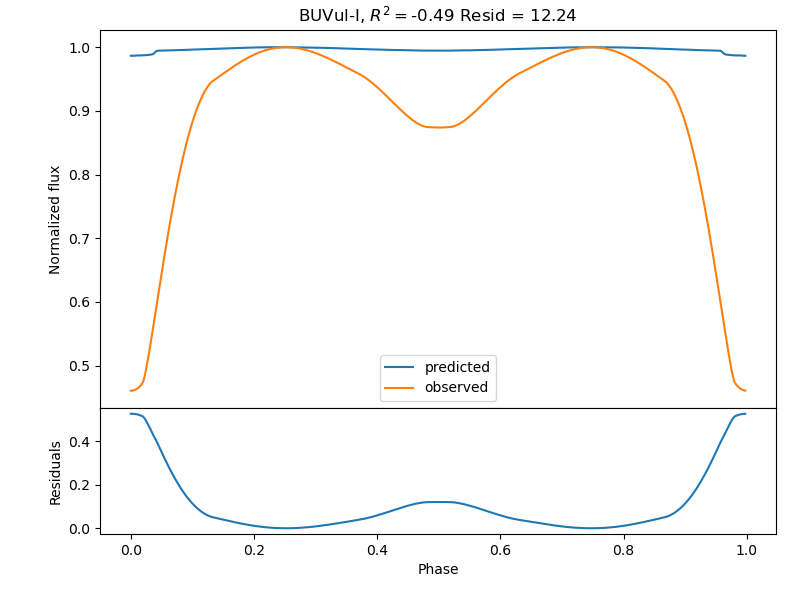 BUVul-I, $R^2=$-0.49 Resid = 12.24
1.0
0.9
0.8
0.7
0.6
0.5
Normalized flux
predicted
observed
0.4
0.2
0.0
Residuals
0.0 0.2 0.4 0.6 0.8 1.0
Phase